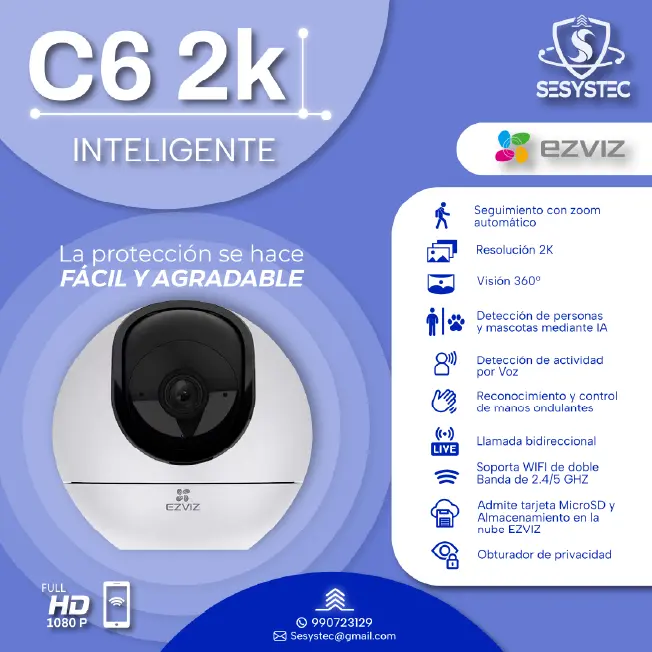 C6 2k
INTELIGENTE
SESYSTEC
ezviz
La protección se hace
FÁCIL Y AGRADABLE
EZVIZ
Seguimiento con zoom
automático
Resolución 2K
Visión 360º
Detección de personas
y mascotas mediante IA
Detección de actividad
por Voz
Reconocimiento y control
de manos ondulantes
LIVE
Llamada bidireccional
Soporta WIFI de doble
Banda de 2.4/5 GHZ
Admite tarjeta MicroSD y
Almacenamiento en la
nube EZVIZ
Obturador de privacidad
FULL
HD
1080 P
990723129
Sesystec@gmail.com